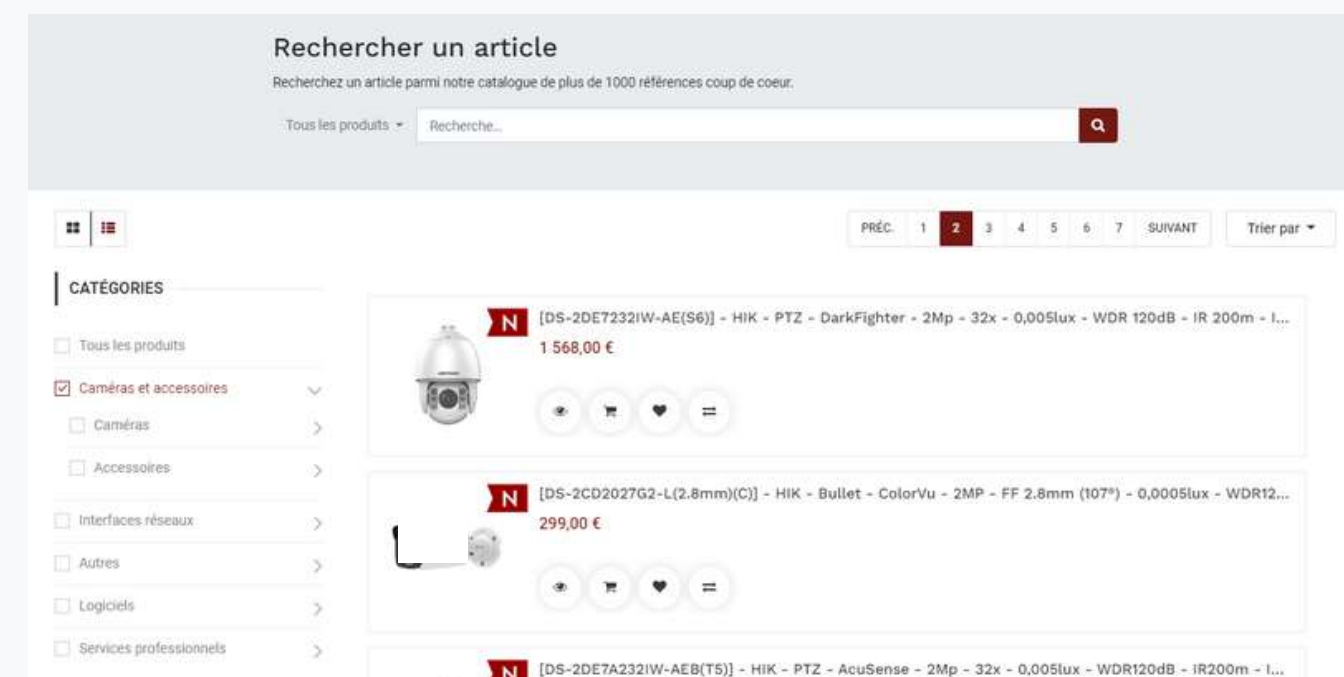 Rechercher un article
Recherchez un article parmi notre catalogue de plus de 1000 références coup de coeur.
Tous les produits
Recherche...
PRÉC. 1 2 3 4 5 6 7 SUIVANT
Trier par
CATÉGORIES
Tous les produits
Caméras et accessoires
Caméras
Accessoires
Interfaces réseaux
Autres
Logiciels
Services professionnels
N
[DS-2DE7232IW-AE(S6)] - HIK - PTZ - DarkFighter - 2Mp - 32x - 0,005lux - WDR 120dB - IR 200m - I...
1 568,00 €
N
[DS-2CD2027G2-L(2.8mm)(C)] - HIK - Bullet - ColorVu - 2MP - FF 2.8mm (107°) - 0,0005lux - WDR12...
299,00 €
N
[DS-2DE7A232IW-AEB(T5)] - HIK - PTZ - AcuSense - 2Mp - 32x - 0,005lux - WDR120dB - IR200m - I...